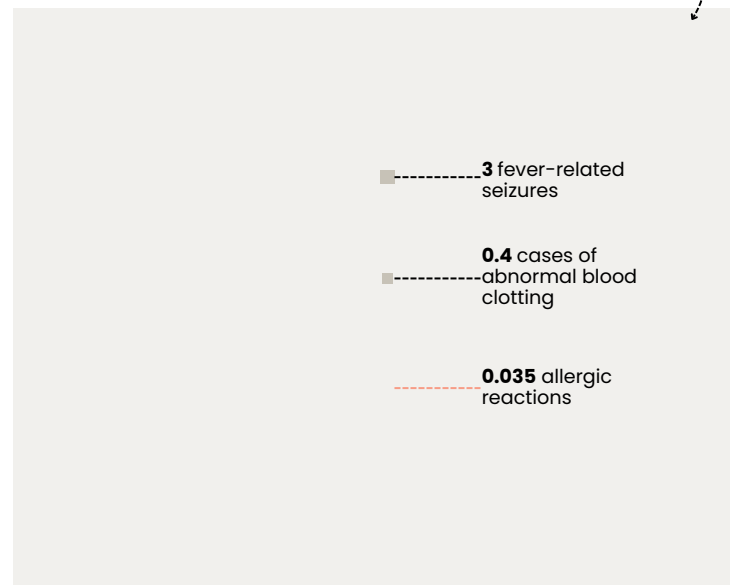 3 fever-related
seizures
0.4 cases of
abnormal blood
clotting
0.035 allergic
reactions